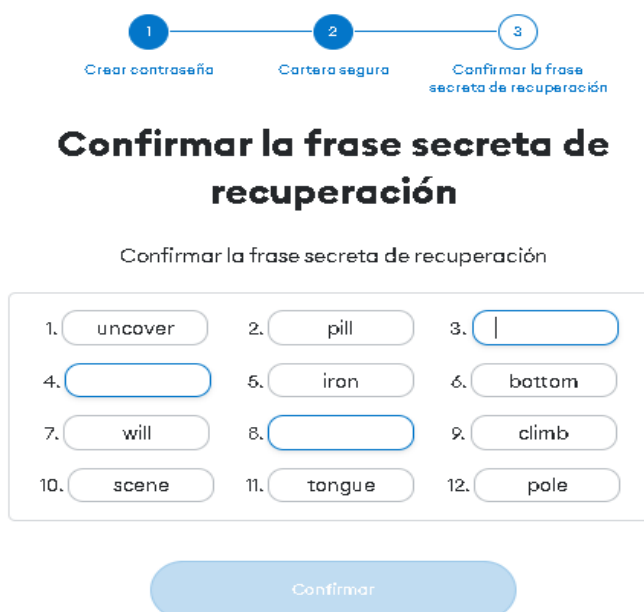 1 2 3
Crear contraseña Cartera segura Confirmar la frase
secreta de recuperación
Confirmar la frase secreta de
recuperación
Confirmar la frase secreta de recuperación
1. uncover 2. pill 3.
4. 5. iron 6. bottom
7. will 8. 9. climb
10. scene 11. tongue 12. pole
Confirmar